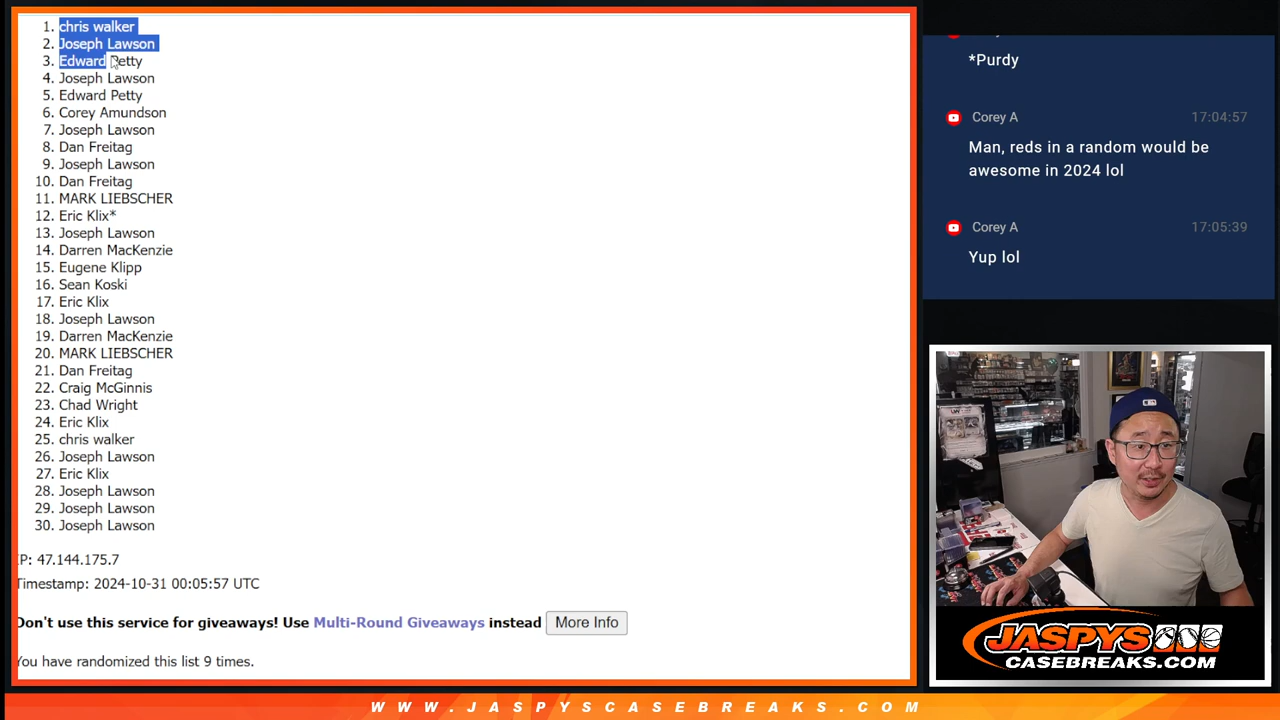 1. chris walker
2. Joseph Lawson
3. Edward Petty
4. Joseph Lawson
5. Edward Petty
6. Corey Amundson
7. Joseph Lawson
8. Dan Freitag
9. Joseph Lawson
10. Dan Freitag
11. MARK LIEBSCHER
12. Eric Klix*
13. Joseph Lawson
14. Darren MacKenzie
15. Eugene Klipp
16. Sean Koski
17. Eric Klix
18. Joseph Lawson
19. Darren MacKenzie
20. MARK LIEBSCHER
21. Dan Freitag
22. Craig McGinnis
23. Chad Wright
24. Eric Klix
25. chris walker
26. Joseph Lawson
27. Eric Klix
28. Joseph Lawson
29. Joseph Lawson
30. Joseph Lawson
IP: 47.144.175.7
Timestamp: 2024-10-31 00:05:57 UTC
Don't use this service for giveaways! Use Multi-Round Giveaways instead More Info
You have randomized this list 9 times.
*Purdy
Corey A 17:04:57
Man, reds in a random would be
awesome in 2024 lol
Corey A 17:05:39
Yup lol
JASPYS
CASEBREAKS.COM
WWW.JASPYSCASEBREAKS.COM